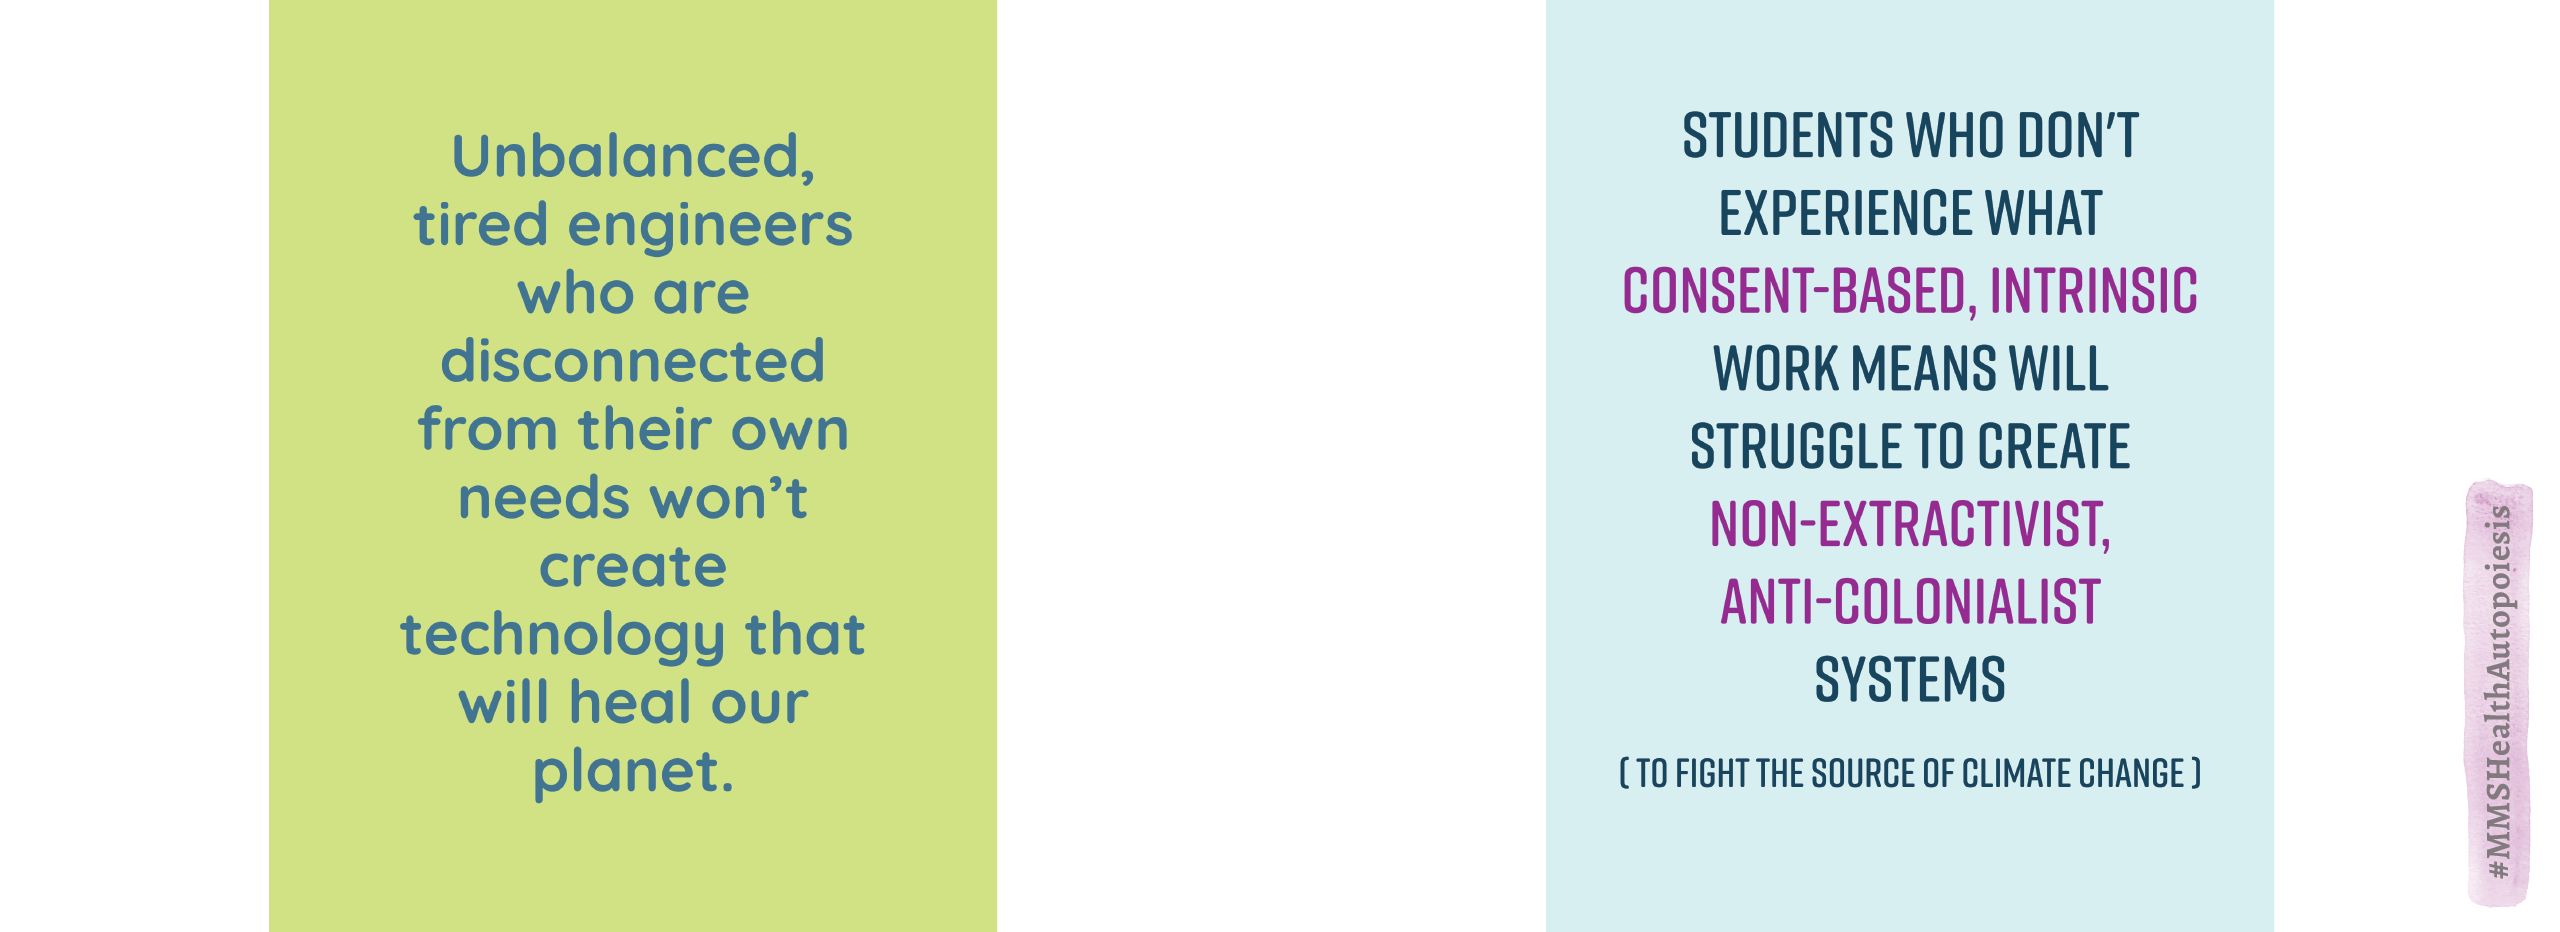 Unbalanced,
tired engineers
who are
disconnected
from their own
needs won’t
create
technology that
will heal our
planet.
STUDENTS WHO DON'T
EXPERIENCE WHAT
CONSENT-BASED, INTRINSIC
WORK MEANS WILL
STRUGGLE TO CREATE
NON-EXTRACTIVIST,
ANTI-COLONIALIST
SYSTEMS
( TO FIGHT THE SOURCE OF CLIMATE CHANGE )
#MMSHealthAutopoiesis